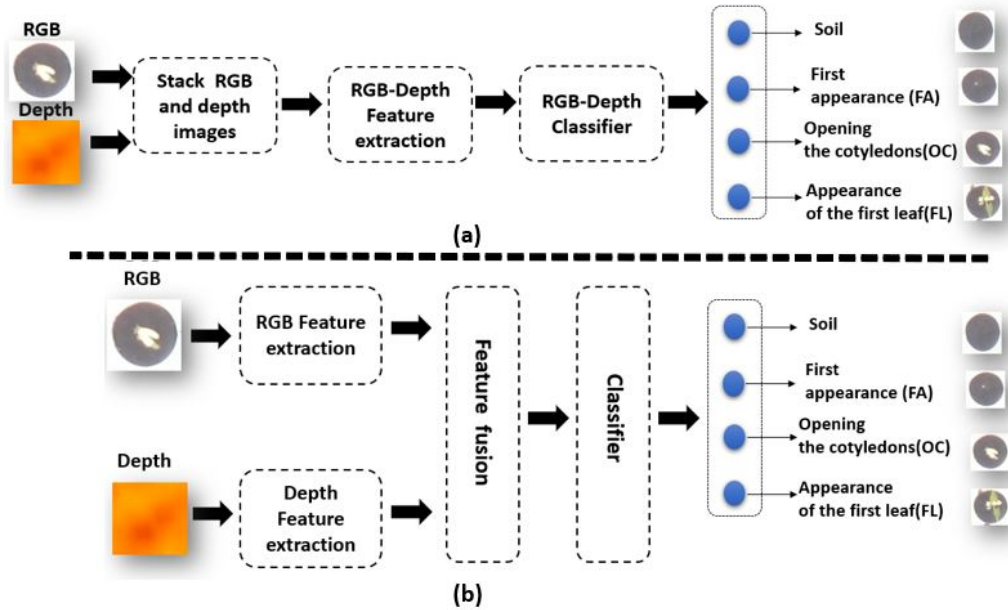 RGB
Depth
Stack RGB
and depth
images
RGB-Depth
Feature
extraction
RGB-Depth
Classifier
Soil
First
appearance (FA)
Opening
the cotyledons(OC)
Appearance
of the first leaf(FL)
(a)
RGB
RGB Feature
extraction
Depth
Depth
Feature
extraction
Feature fusion
Classifier
Soil
First
appearance (FA)
Opening
the cotyledons(OC)
Appearance
of the first leaf(FL)
(b)